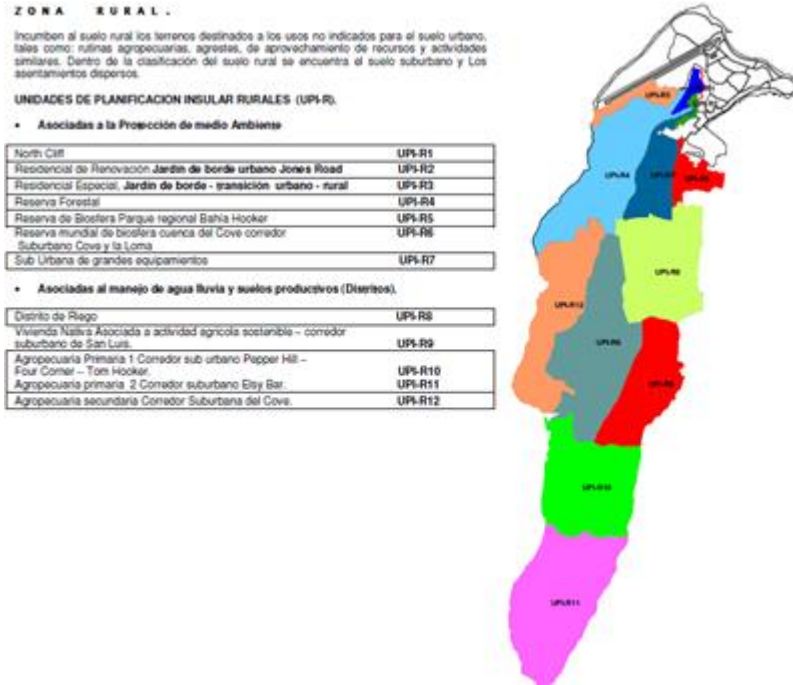 ZONA RURAL.
Incumben al suelo rural los terrenos destinados a los usos no indicados para el suelo urbano,
tales como: rutinas agropecuarias, agrestes, de aprovechamiento de recursos y actividades
similares. Dentro de la clasificación del suelo rural se encuentra el suelo suburbano y Los
asentamientos dispersos.
UNIDADES DE PLANIFICACION INSULAR RURALES (UPI-R).
• Asociadas a la Protección de medio Ambiente
North Cliff UPI-R1
Residencial de Renovación Jardín de borde urbano Jones Road UPI-R2
Residencial Especial, Jardín de borde - transición urbano - rural UPI-R3
Reserva Forestal UPI-R4
Reserva de Biosfera Parque regional Bahía Hooker UPI-R5
Reserva mundial de biosfera cuenca del Cove corredor UPI-R6
Suburbano Cove y la Loma
Sub Urbana de grandes equipamientos UPI-R7
• Asociadas al manejo de agua lluvia y suelos productivos (Distritos).
Distrito de Riego UPI-R8
Vivienda Nativa Asociada a actividad agrícola sostenible – corredor
suburbano de San Luis. UPI-R9
Agropecuaria Primaria 1 Corredor sub urbano Pepper Hill –
Four Corner – Tom Hooker. UPI-R10
Agropecuaria primaria 2 Corredor suburbano Elsy Bar. UPI-R11
Agropecuaria secundaria Corredor Suburbana del Cove. UPI-R12
UPI-R4
UPI-R8
UPI-R12
UPI-R6
UPI-R10
UPI-R11